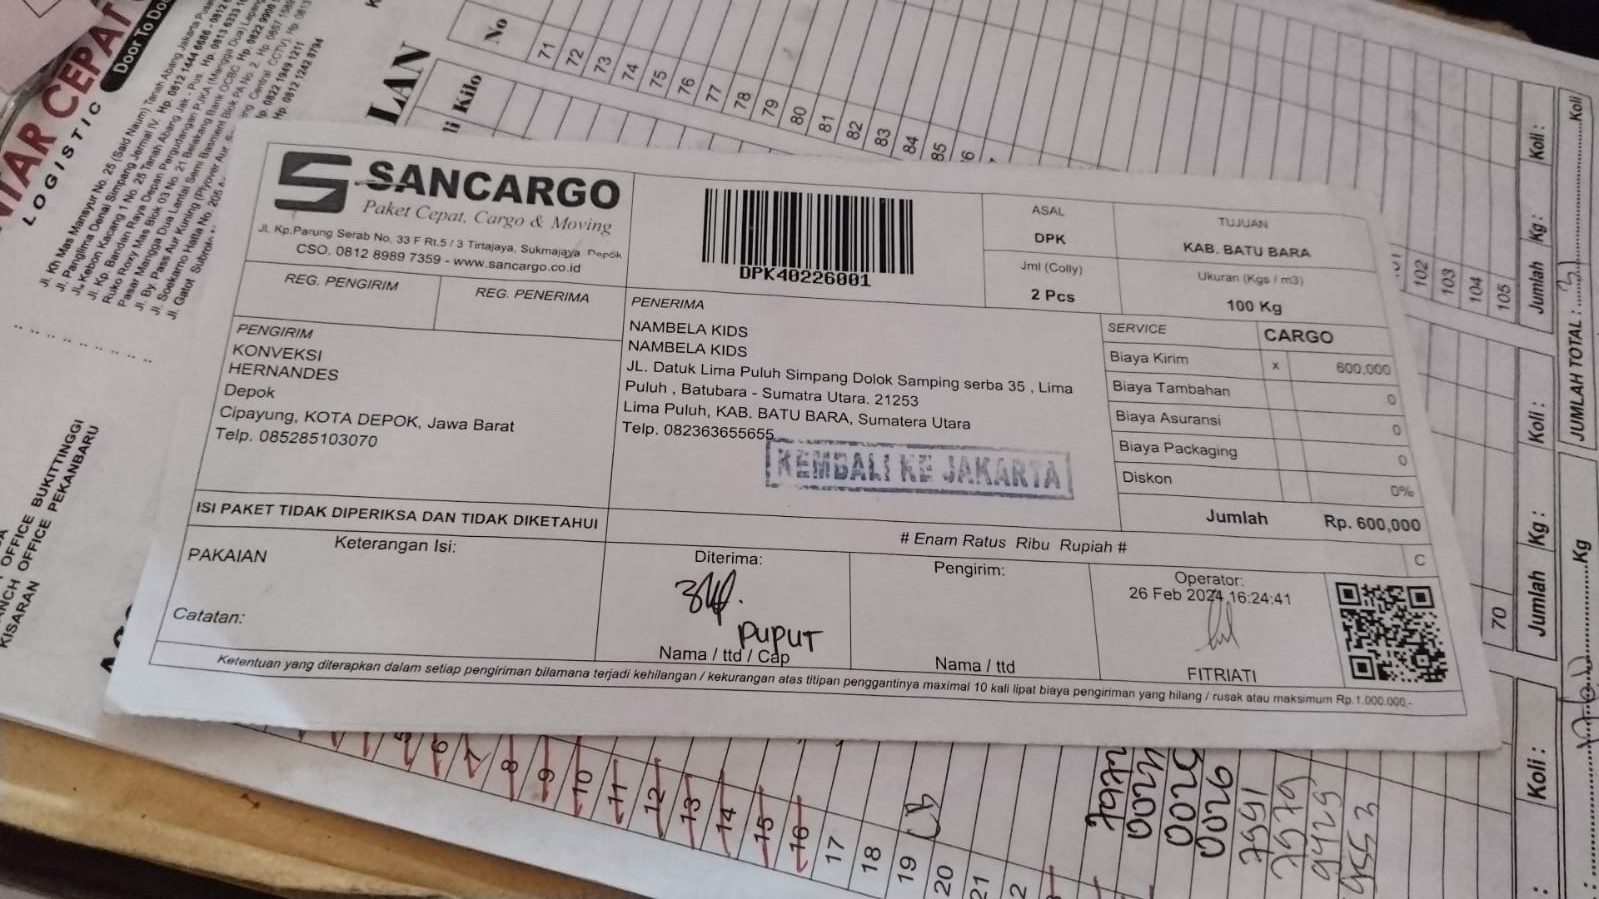 SANCARGO
Paket Cepat, Cargo & Moving
Jl. Kp.Parung Serab No. 33 F Rt.5 / 3 Tirtajaya, Sukmajaya Depok
CSO. 0812 8989 7359 - www.sancargo.co.id
REG. PENGIRIM
REG. PENERIMA
DPK40226001
ASAL
DPK
TUJUAN
KAB. BATU BARA
Jml (Colly)
2 Pcs
Ukuran (Kgs / m3)
100 Kg
PENGIRIM
KONVEKSI
HERNANDES
Depok
Cipayung, KOTA DEPOK, Jawa Barat
Telp. 085285103070
PENERIMA
NAMBELA KIDS
NAMBELA KIDS
JL. Datuk Lima Puluh Simpang Dolok Samping serba 35 , Lima
Puluh , Batubara - Sumatra Utara. 21253
Lima Puluh, KAB. BATU BARA, Sumatera Utara
Telp. 082363655655
KEMBALI KE JAKARTA
SERVICE CARGO
Biaya Kirim x 600,000
Biaya Tambahan 0
Biaya Asuransi 0
Biaya Packaging 0
Diskon 0%
Jumlah Rp. 600,000
ISI PAKET TIDAK DIPERIKSA DAN TIDAK DIKETAHUI
# Enam Ratus Ribu Rupiah #
C
Keterangan Isi:
PAKAIAN
Catatan:
Diterima:
PUPUT
Nama / ttd / Cap
Pengirim:
Nama / ttd
Operator:
26 Feb 2024 16:24:41
FITRIATI
Ketentuan yang diterapkan dalam setiap pengiriman bilamana terjadi kehilangan / kekurangan atas titipan penggantinya maximal 10 kali lipat biaya pengiriman yang hilang / rusak atau maksimum Rp.1.000.000,-
CEPAT
LOGISTIC
Door To
LAN
Kilo
No
71
72
73
74
75
76
77
78
79
80
81
82
83
84
85
102
103
104
105
Jumlah Kg : Koli :
JUMLAH TOTAL : Koli
Kg
70
Jumlah Kg : Koli :
Koli :
OFFICE BUKITTINGGI
OFFICE PEKANBARU
KISARAN
8
9
10
11
12
13
14
15
16
17
18
19
20
21
0026
7991
7579
9429
9553